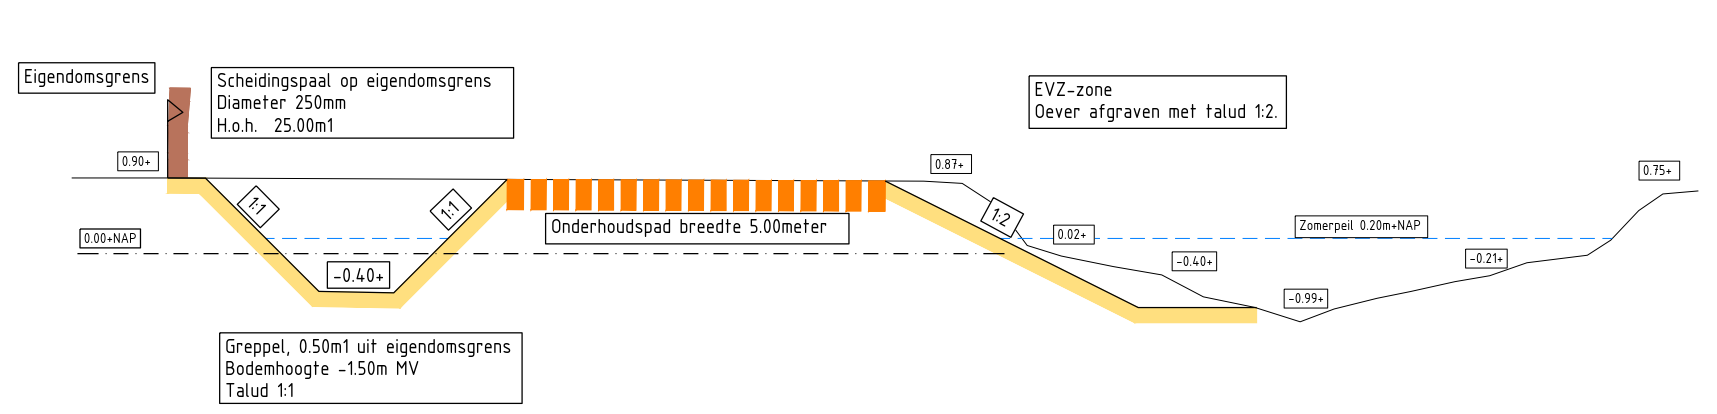 Eigendomsgrens
Scheidingspaal op eigendomsgrens
Diameter 250mm
H.o.h.  25.00m1
EVZ-zone
Oever afgraven met talud 1:2.
0.90+
0.87+
0.75+
1:1
1:1
1:2
Onderhoudspad breedte 5.00meter
Zomerpeil 0.20m+NAP
0.00+NAP
0.02+
-0.40+
-0.40+
-0.21+
-0.99+
Greppel, 0.50m1 uit eigendomsgrens
Bodemhoogte -1.50m MV
Talud 1:1